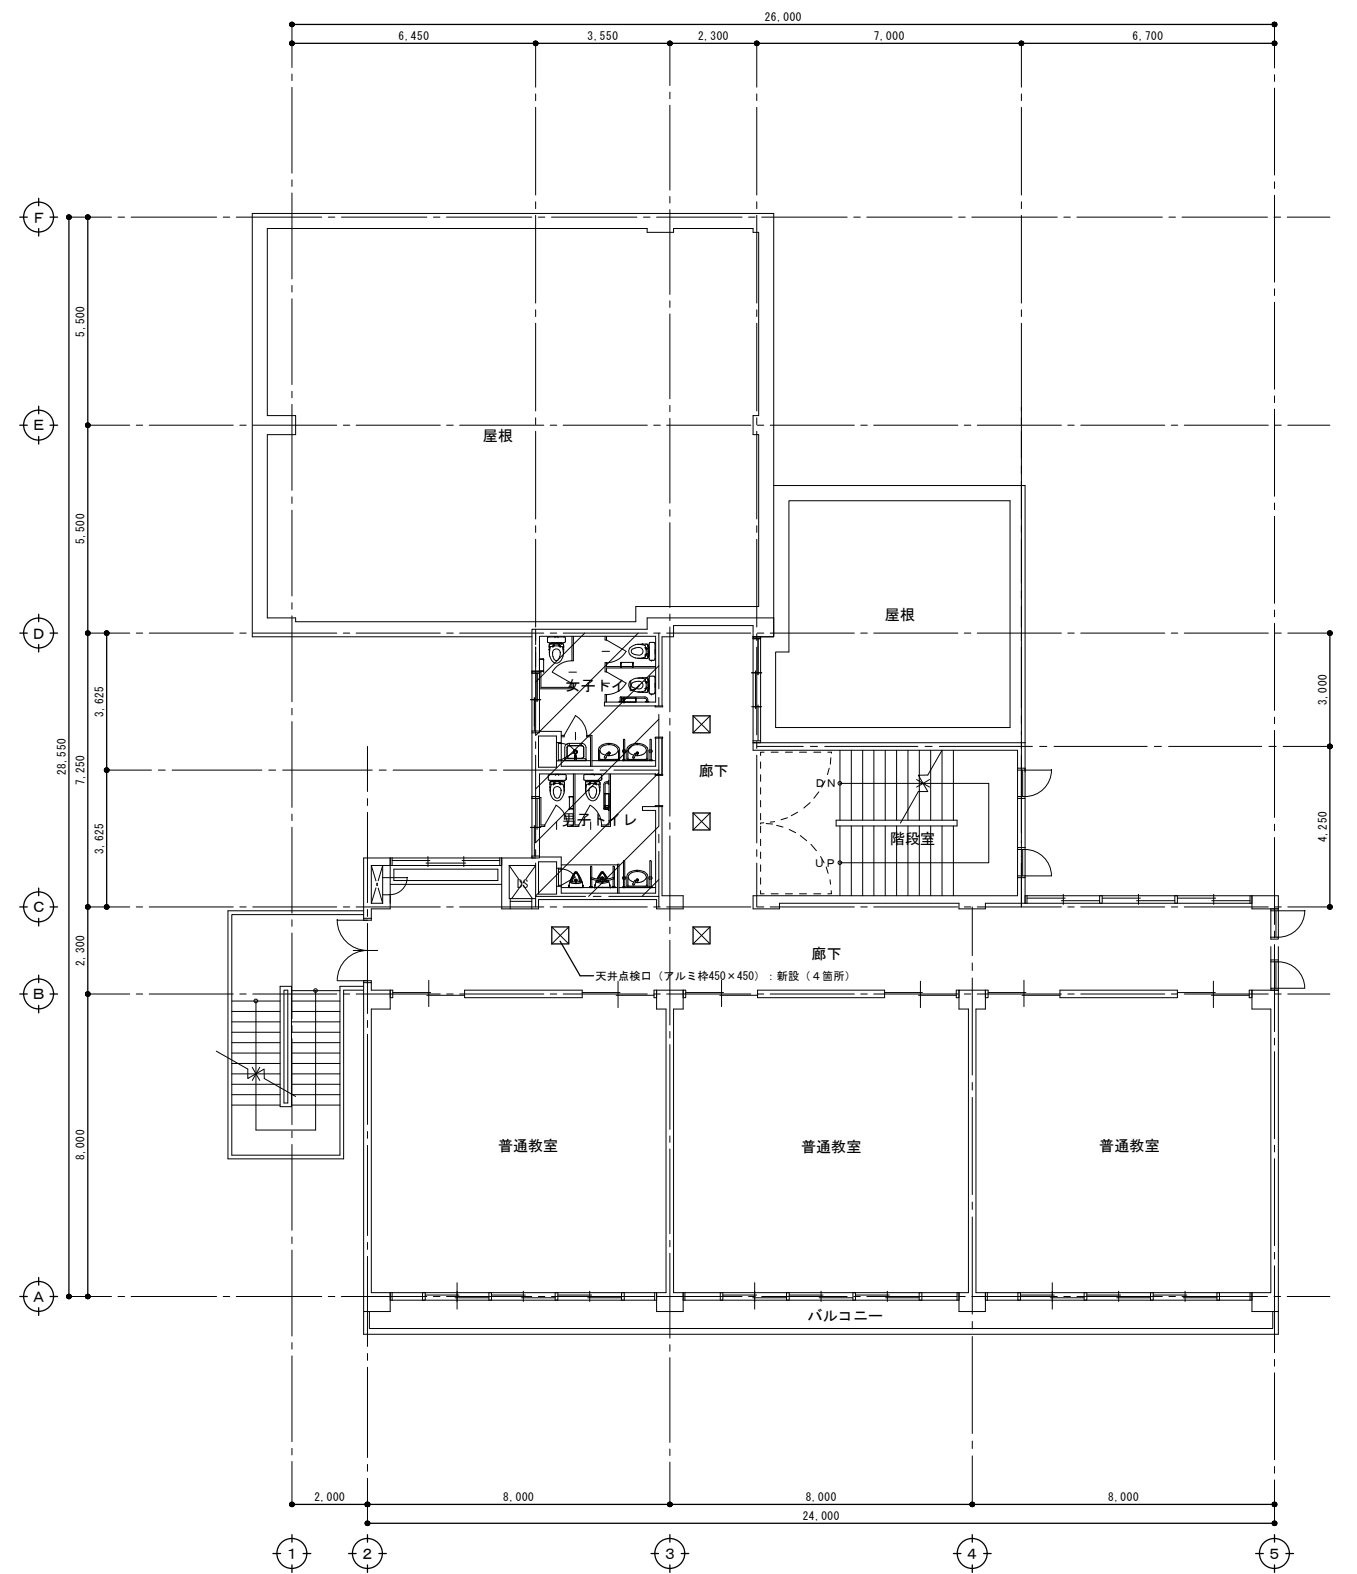 26,000
6,450
3,550
2,300
7,000
6,700
F
5,500
E
屋根
5,500
屋根
D
女子トイレ
3,625
3,000
28,550
7,250
廊下
DN
男子トイレ
3,625
階段室
4,250
UP
DS
C
2,300
廊下
天井点検口（アルミ枠450×450）：新設（４箇所）
B
8,000
普通教室
普通教室
普通教室
A
バルコニー
2,000
8,000
8,000
8,000
24,000
1
2
3
4
5